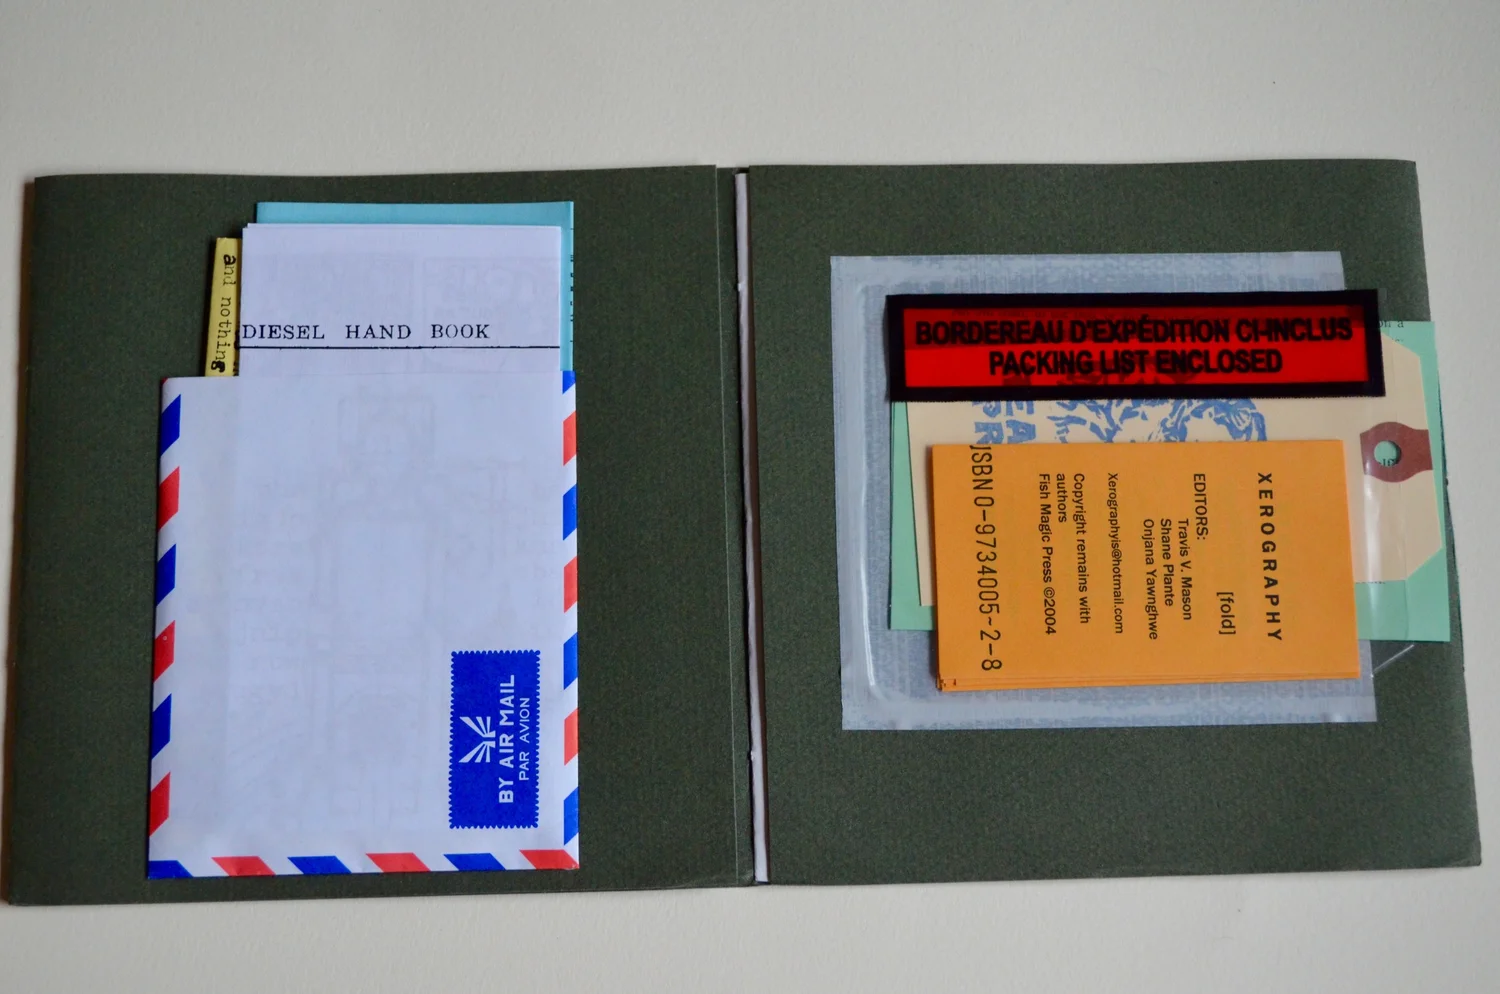 and nothing
DIESEL HAND BOOK
BY AIR MAIL
PAR AVION
BORDEREAU D'EXPÉDITION CI-INCLUS
PACKING LIST ENCLOSED
XEROGRAPHY
[fold]
EDITORS:
Travis V. Mason
Shane Plante
Onjana Yawnghwe
Xerographyis@hotmail.com
Copyright remains with
authors
Fish Magic Press ©2004
ISBN 0-9734005-2-8